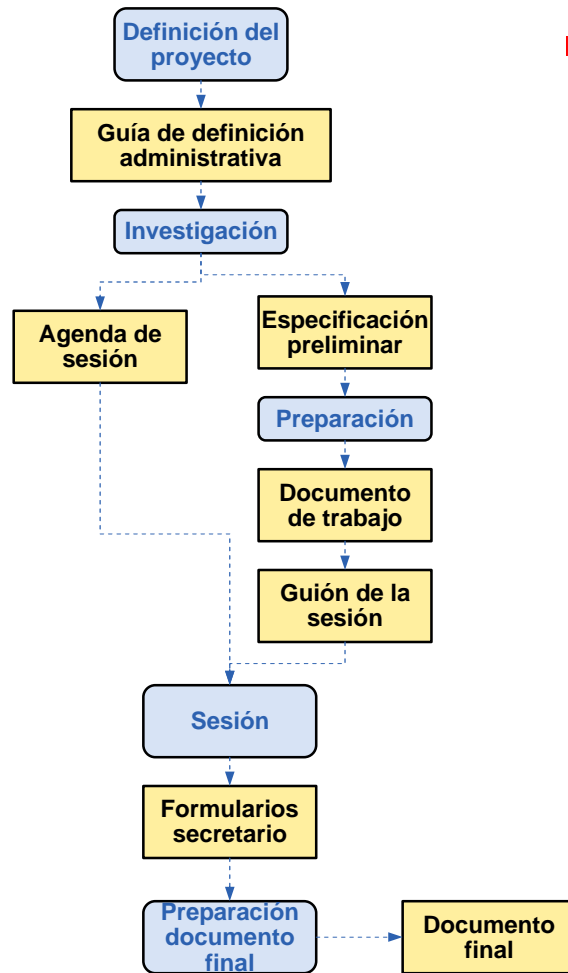 Definición del
proyecto
Guía de definición
administrativa
Investigación
Agenda de
sesión
Especificación
preliminar
Preparación
Documento
de trabajo
Guión de la
sesión
Sesión
Formularios
secretario
Preparación
documento
final
Documento
final